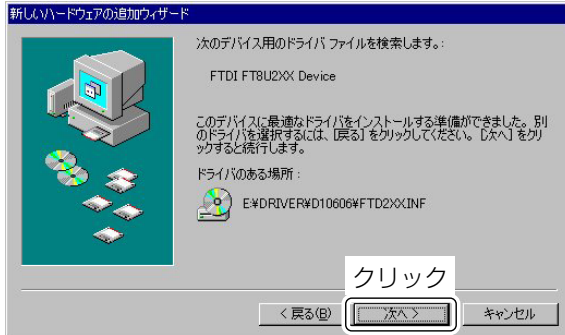 新しいハードウェアの追加ウィザード
次のデバイス用のドライバ ファイルを検索します。:
FTDI FT8U2XX Device
このデバイスに最適なドライバをインストールする準備ができました。別
のドライバを選択するには、[戻る] をクリックしてください。[次へ] をクリ
ックすると続行します。
ドライバのある場所:
E:¥DRIVER¥D10606¥FTD2XX.INF
クリック
< 戻る(B)
次へ >
キャンセル